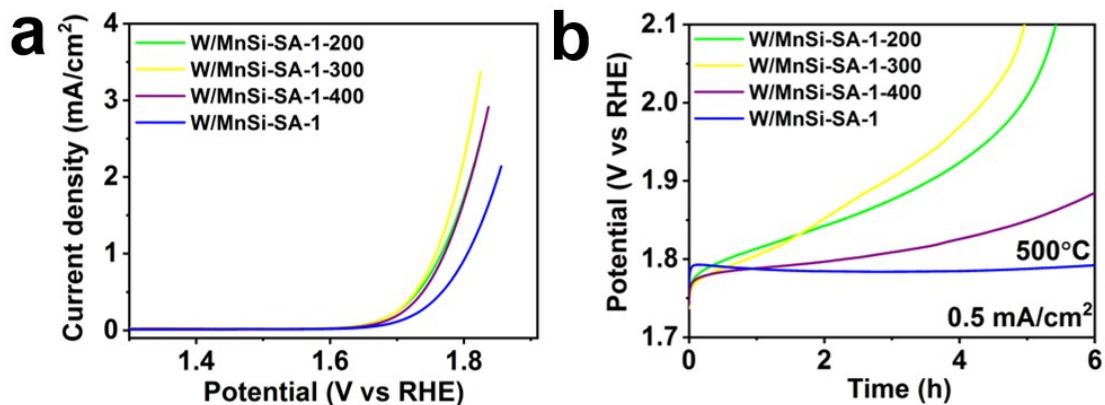 a
W/MnSi-SA-1-200
W/MnSi-SA-1-300
W/MnSi-SA-1-400
W/MnSi-SA-1
Current density (mA/cm²)
4
3
2
1
0
1.4
1.6
1.8
Potential (V vs RHE)
b
W/MnSi-SA-1-200
W/MnSi-SA-1-300
W/MnSi-SA-1-400
W/MnSi-SA-1
Potential (V vs RHE)
2.1
2.0
1.9
1.8
1.7
500°C
0.5 mA/cm²
0
2
4
6
Time (h)